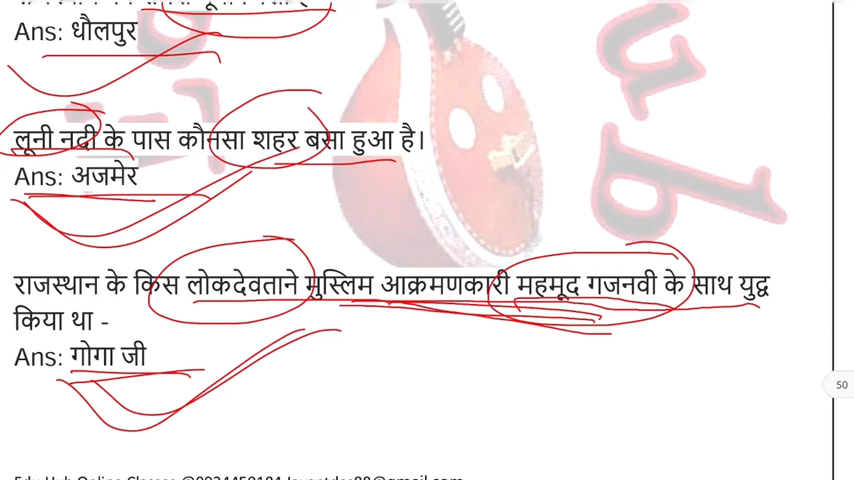 Ans: धौलपुर
लूनी नदी के पास कौनसा शहर बसा हुआ है।
Ans: अजमेर
राजस्थान के किस लोकदेवताने मुस्लिम आक्रमणकारी महमूद गजनवी के साथ युद्व
किया था -
Ans: गोगा जी
50